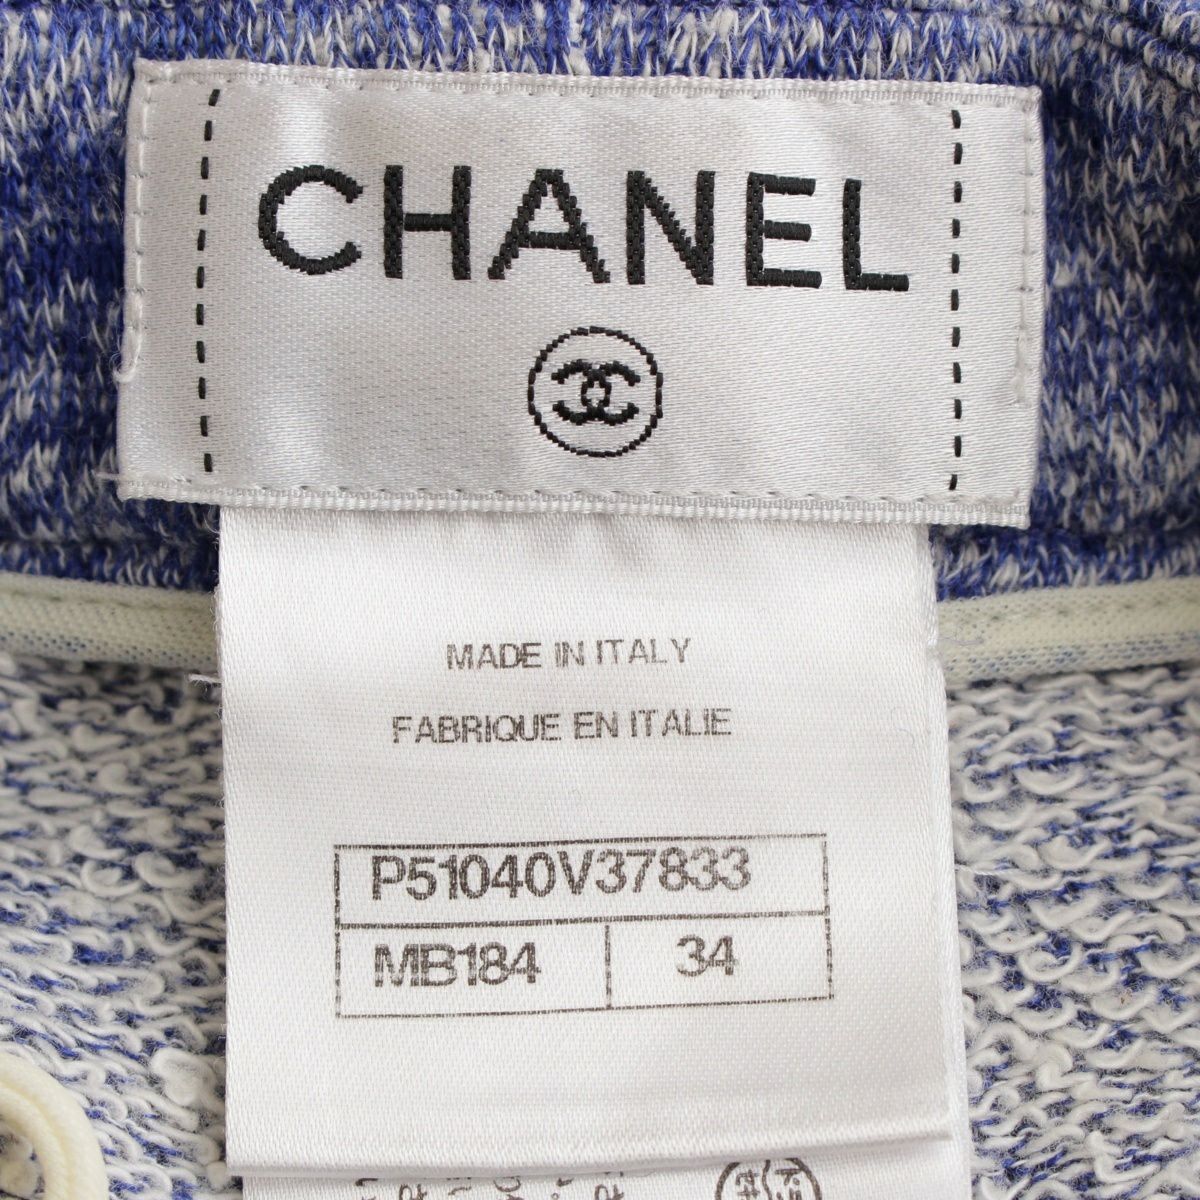 CHANEL
MADE IN ITALY
FABRIQUE EN ITALIE
P51040V37833
MB184 34